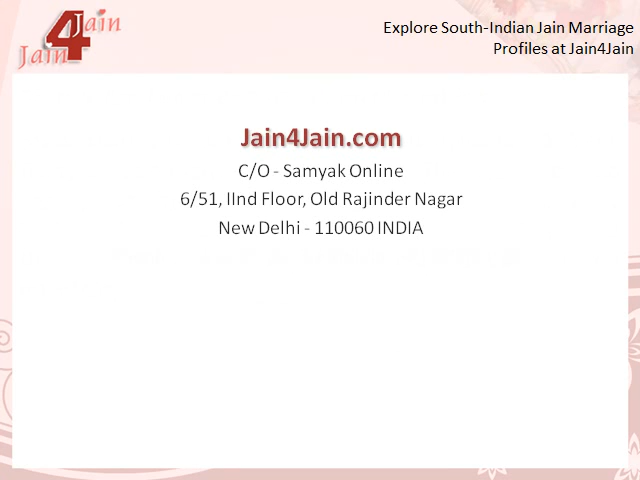 Jain 4 Jain
Explore South-Indian Jain Marriage
Profiles at Jain4Jain
Jain4Jain.com
C/O - Samyak Online
6/51, IInd Floor, Old Rajinder Nagar
New Delhi - 110060 INDIA